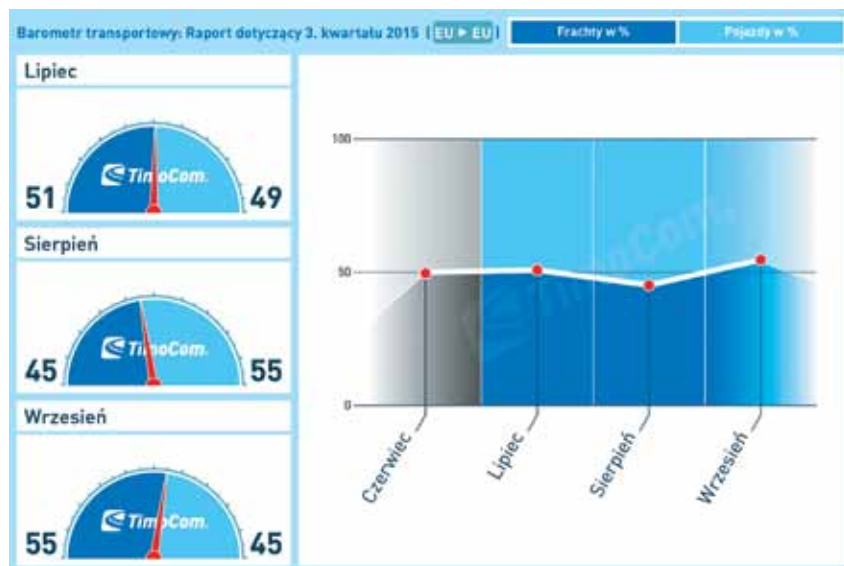 Barometr transportowy: Raport dotyczący 3. kwartału 2015 ( EU ▸ EU )
Frachty w %
Pojazdy w %
Lipiec
TimoCom.
51
49
Sierpień
TimoCom.
45
55
Wrzesień
TimoCom.
55
45
100
50
0
TimoCom.
Czerwiec
Lipiec
Sierpień
Wrzesień